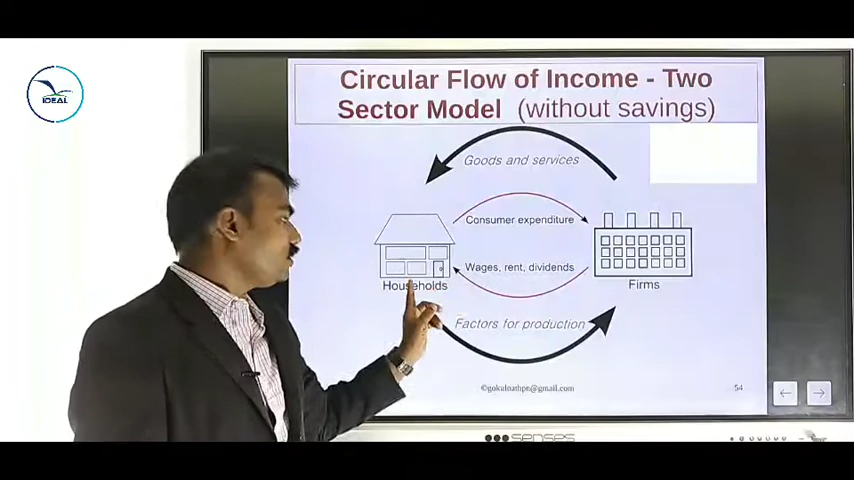 IDEAL
Circular Flow of Income - Two
Sector Model (without savings)
Goods and services
Consumer expenditure
Wages, rent, dividends
Households
Firms
Factors for production
©gokulnathpn@gmail.com
54
senses